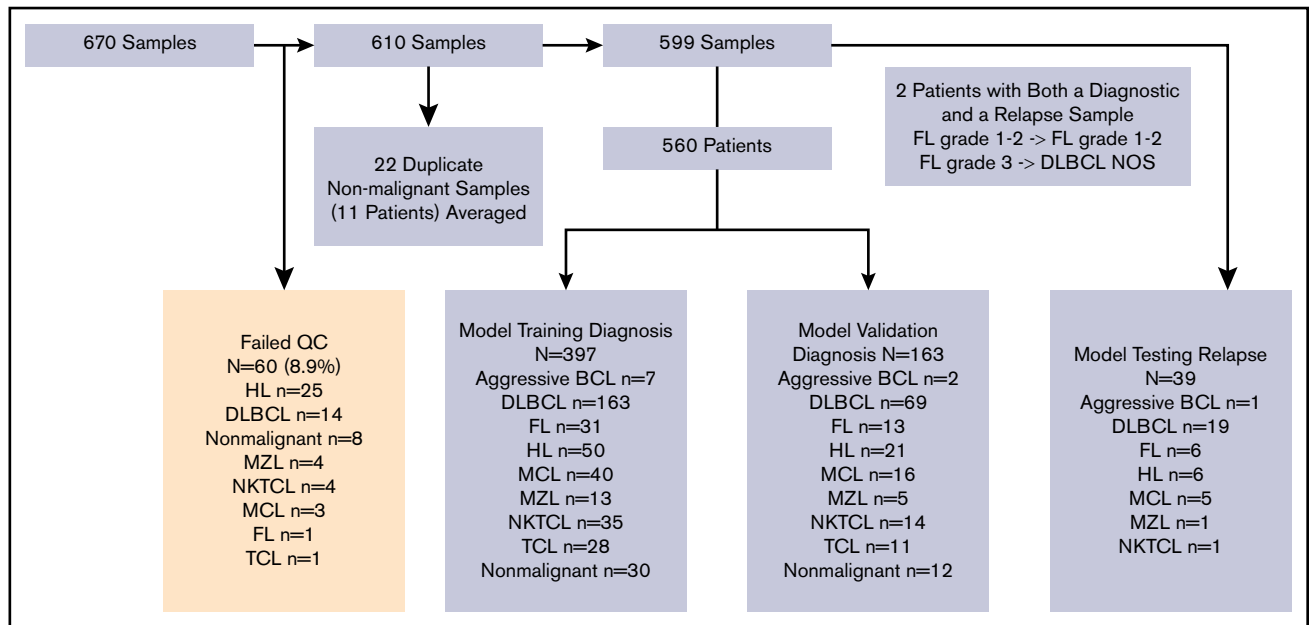 670 Samples
610 Samples
599 Samples
2 Patients with Both a Diagnostic
and a Relapse Sample
FL grade 1-2 -> FL grade 1-2
FL grade 3 -> DLBCL NOS
22 Duplicate
Non-malignant Samples
(11 Patients) Averaged
560 Patients
Failed QC
N=60 (8.9%)
HL n=25
DLBCL n=14
Nonmalignant n=8
MZL n=4
NKTCL n=4
MCL n=3
FL n=1
TCL n=1
Model Training Diagnosis
N=397
Aggressive BCL n=7
DLBCL n=163
FL n=31
HL n=50
MCL n=40
MZL n=13
NKTCL n=35
TCL n=28
Nonmalignant n=30
Model Validation
Diagnosis N=163
Aggressive BCL n=2
DLBCL n=69
FL n=13
HL n=21
MCL n=16
MZL n=5
NKTCL n=14
TCL n=11
Nonmalignant n=12
Model Testing Relapse
N=39
Aggressive BCL n=1
DLBCL n=19
FL n=6
HL n=6
MCL n=5
MZL n=1
NKTCL n=1